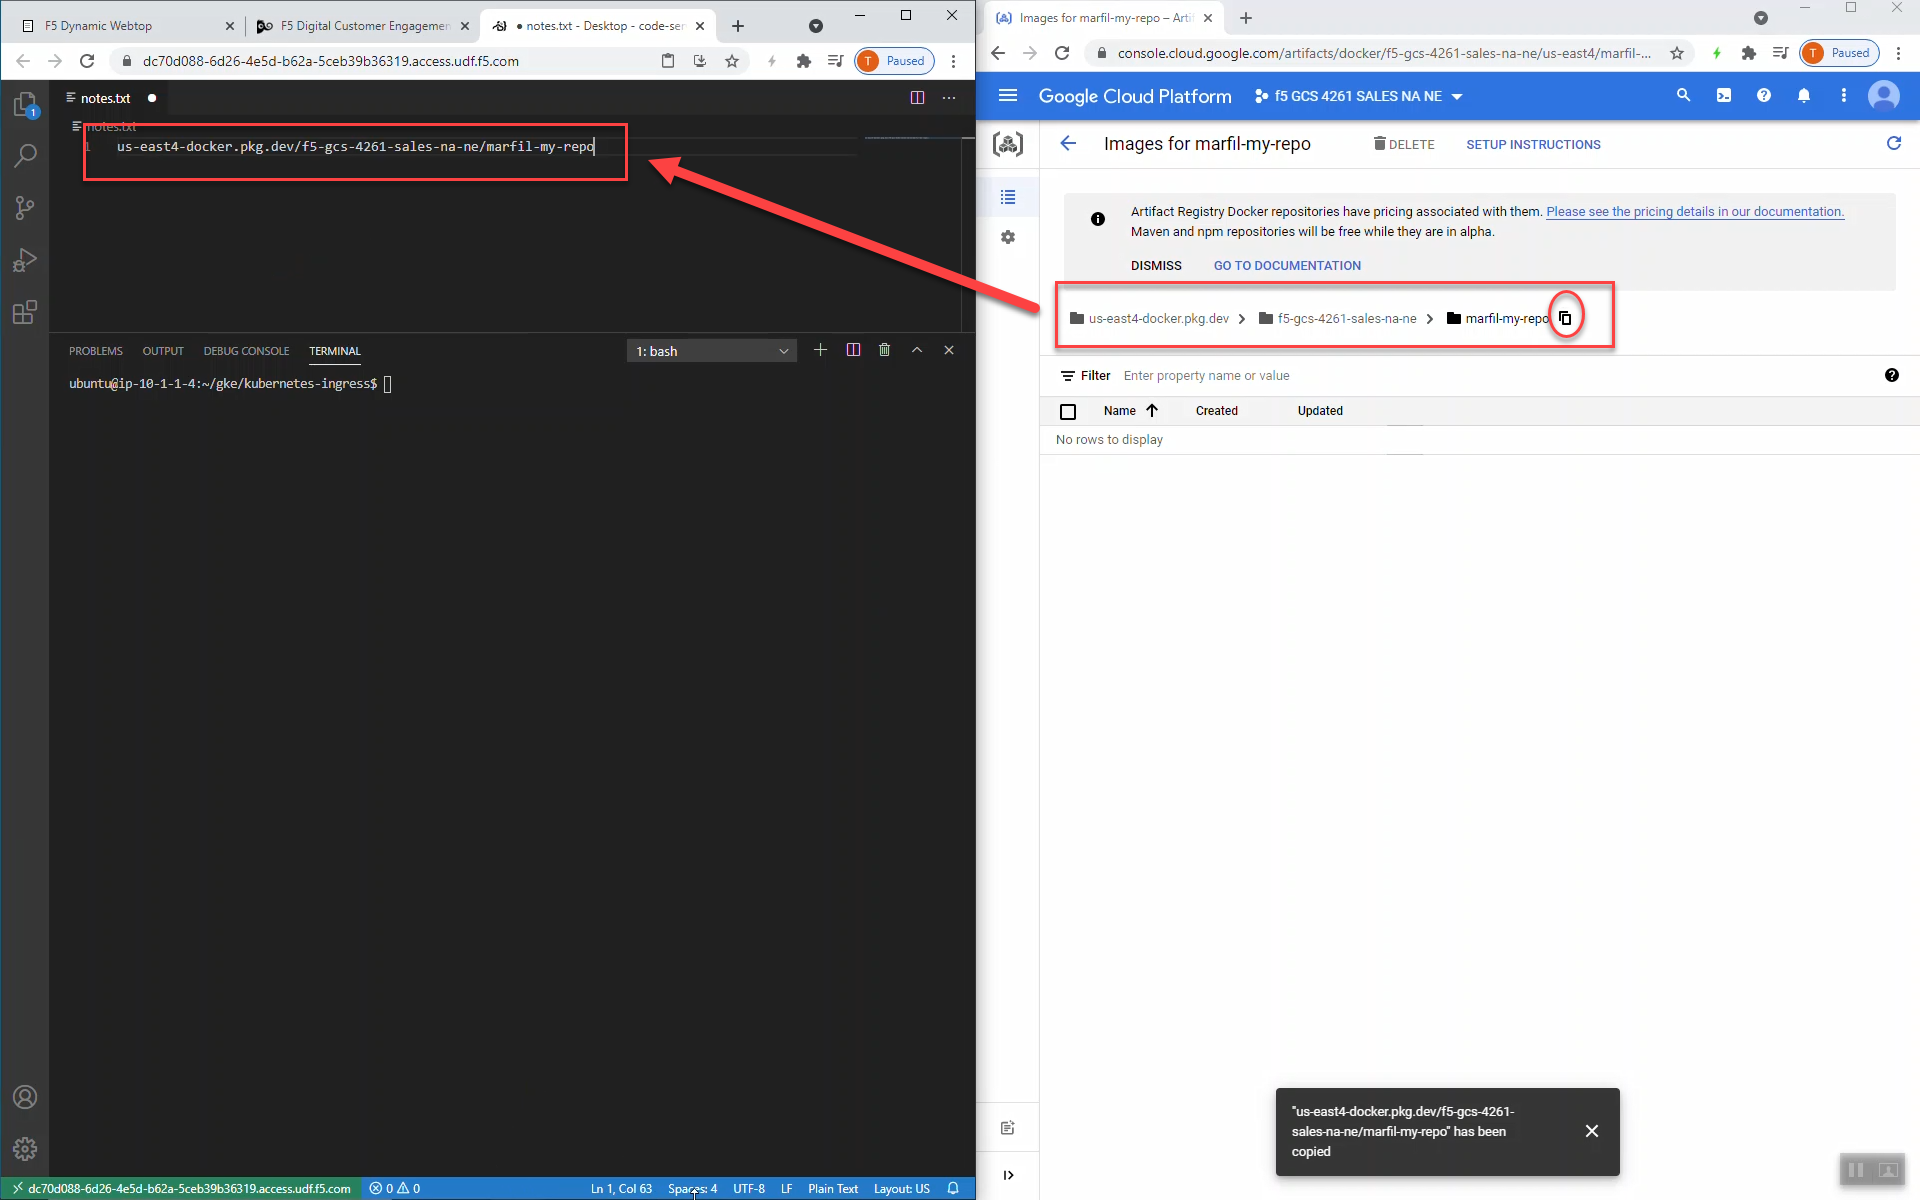 F5 Dynamic Webtop
F5 Digital Customer Engagemen
● notes.txt - Desktop - code-ser
dc70d088-6d26-4e5d-b62a-5ceb39b36319.access.udf.f5.com
T Paused
1
notes.txt
notes.txt
1 us-east4-docker.pkg.dev/f5-gcs-4261-sales-na-ne/marfil-my-repo
PROBLEMS OUTPUT DEBUG CONSOLE TERMINAL
1: bash
ubuntu@ip-10-1-1-4:~/gke/kubernetes-ingress$
dc70d088-6d26-4e5d-b62a-5ceb39b36319.access.udf.f5.com 0 0 Ln 1, Col 63 Spaces: 4 UTF-8 LF Plain Text Layout: US
Images for marfil-my-repo – Arti
console.cloud.google.com/artifacts/docker/f5-gcs-4261-sales-na-ne/us-east4/marfil-...
T Paused
Google Cloud Platform f5 GCS 4261 SALES NA NE
Images for marfil-my-repo DELETE SETUP INSTRUCTIONS
Artifact Registry Docker repositories have pricing associated with them. Please see the pricing details in our documentation.
Maven and npm repositories will be free while they are in alpha.
DISMISS GO TO DOCUMENTATION
us-east4-docker.pkg.dev > f5-gcs-4261-sales-na-ne > marfil-my-repo
Filter Enter property name or value
Name Created Updated
No rows to display
"us-east4-docker.pkg.dev/f5-gcs-4261-
sales-na-ne/marfil-my-repo" has been
copied